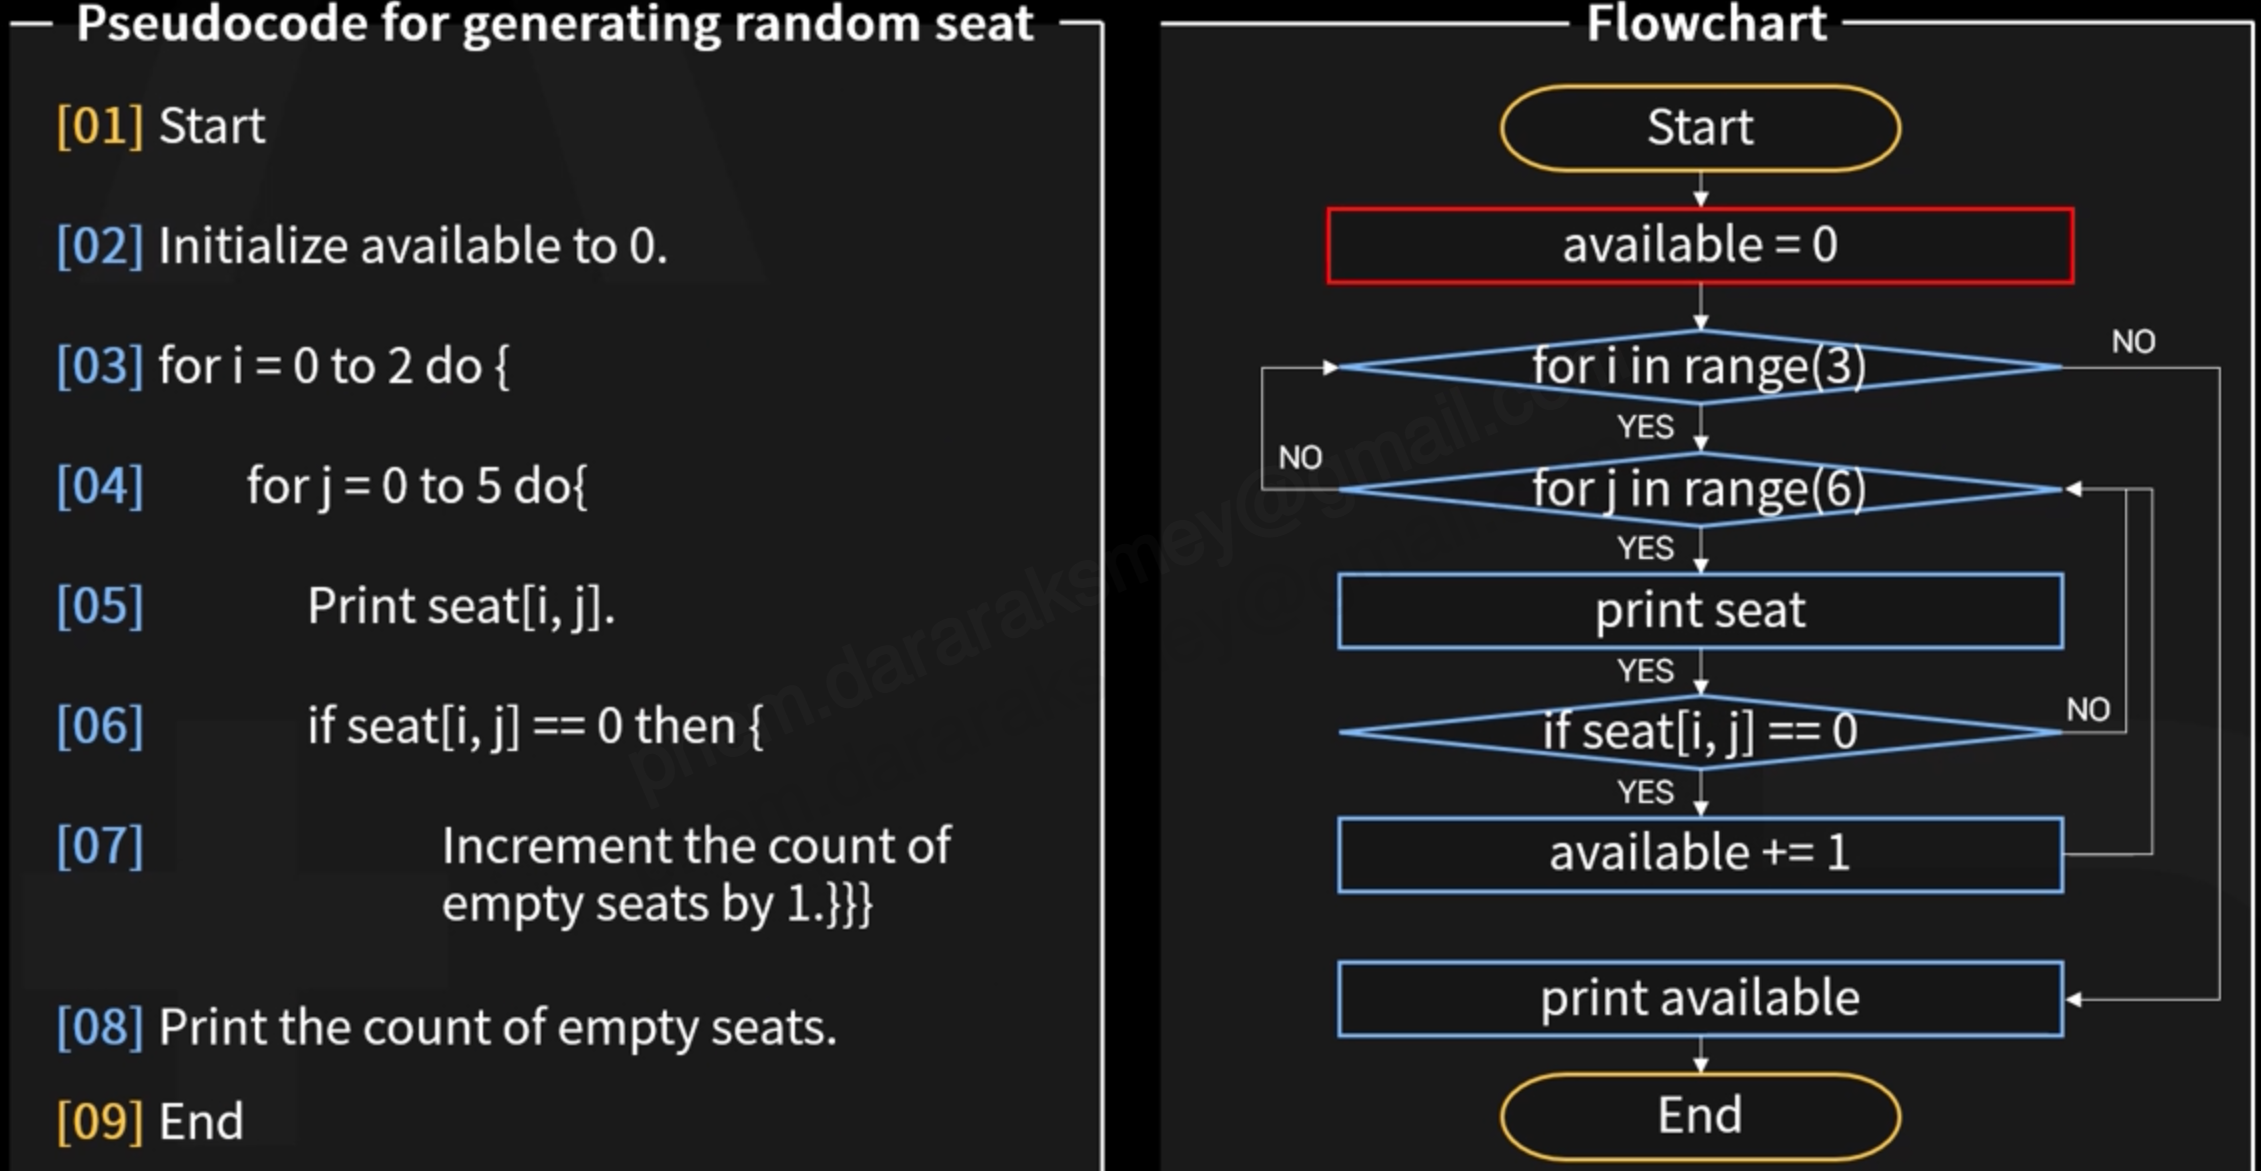 Pseudocode for generating random seat
[01] Start
[02] Initialize available to 0.
[03] for i = 0 to 2 do {
[04] for j = 0 to 5 do{
[05] Print seat[i, j].
[06] if seat[i, j] == 0 then {
[07] Increment the count of
empty seats by 1.}}}
[08] Print the count of empty seats.
[09] End
Flowchart
Start
available = 0
for i in range(3)
NO
YES
NO
for j in range(6)
YES
print seat
YES
if seat[i, j] == 0
NO
YES
available += 1
print available
End